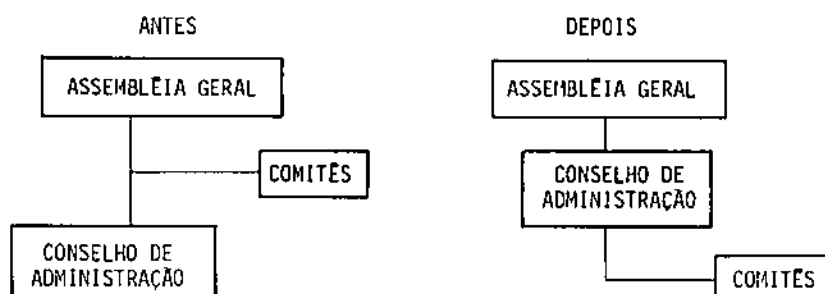 ANTES
ASSEMBLÉIA GERAL
COMITÊS
CONSELHO DE
ADMINISTRAÇÃO
DEPOIS
ASSEMBLÉIA GERAL
CONSELHO DE
ADMINISTRAÇÃO
COMITÊS